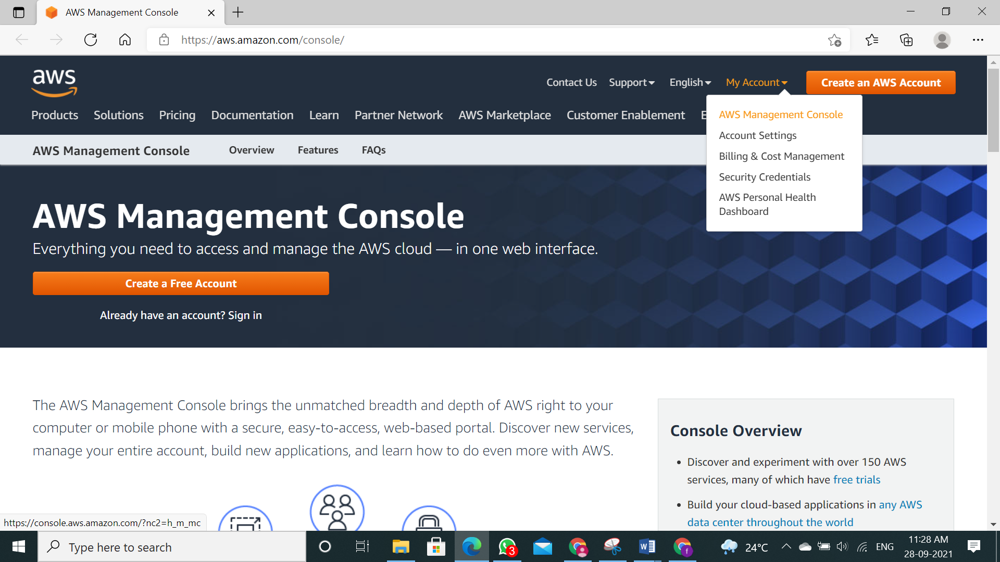 AWS Management Console
https://aws.amazon.com/console/
aws
Contact Us Support English My Account Create an AWS Account
Products Solutions Pricing Documentation Learn Partner Network AWS Marketplace Customer Enablement E
AWS Management Console
Account Settings
Billing & Cost Management
Security Credentials
AWS Personal Health
Dashboard
AWS Management Console Overview Features FAQs
AWS Management Console
Everything you need to access and manage the AWS cloud — in one web interface.
Create a Free Account
Already have an account? Sign in
The AWS Management Console brings the unmatched breadth and depth of AWS right to your
computer or mobile phone with a secure, easy-to-access, web-based portal. Discover new services,
manage your entire account, build new applications, and learn how to do even more with AWS.
Console Overview
• Discover and experiment with over 150 AWS
services, many of which have free trials
• Build your cloud-based applications in any AWS
data center throughout the world
https://console.aws.amazon.com/?nc2=h_m_mc
Type here to search
3
W
f
24°C
ENG
11:28 AM
28-09-2021